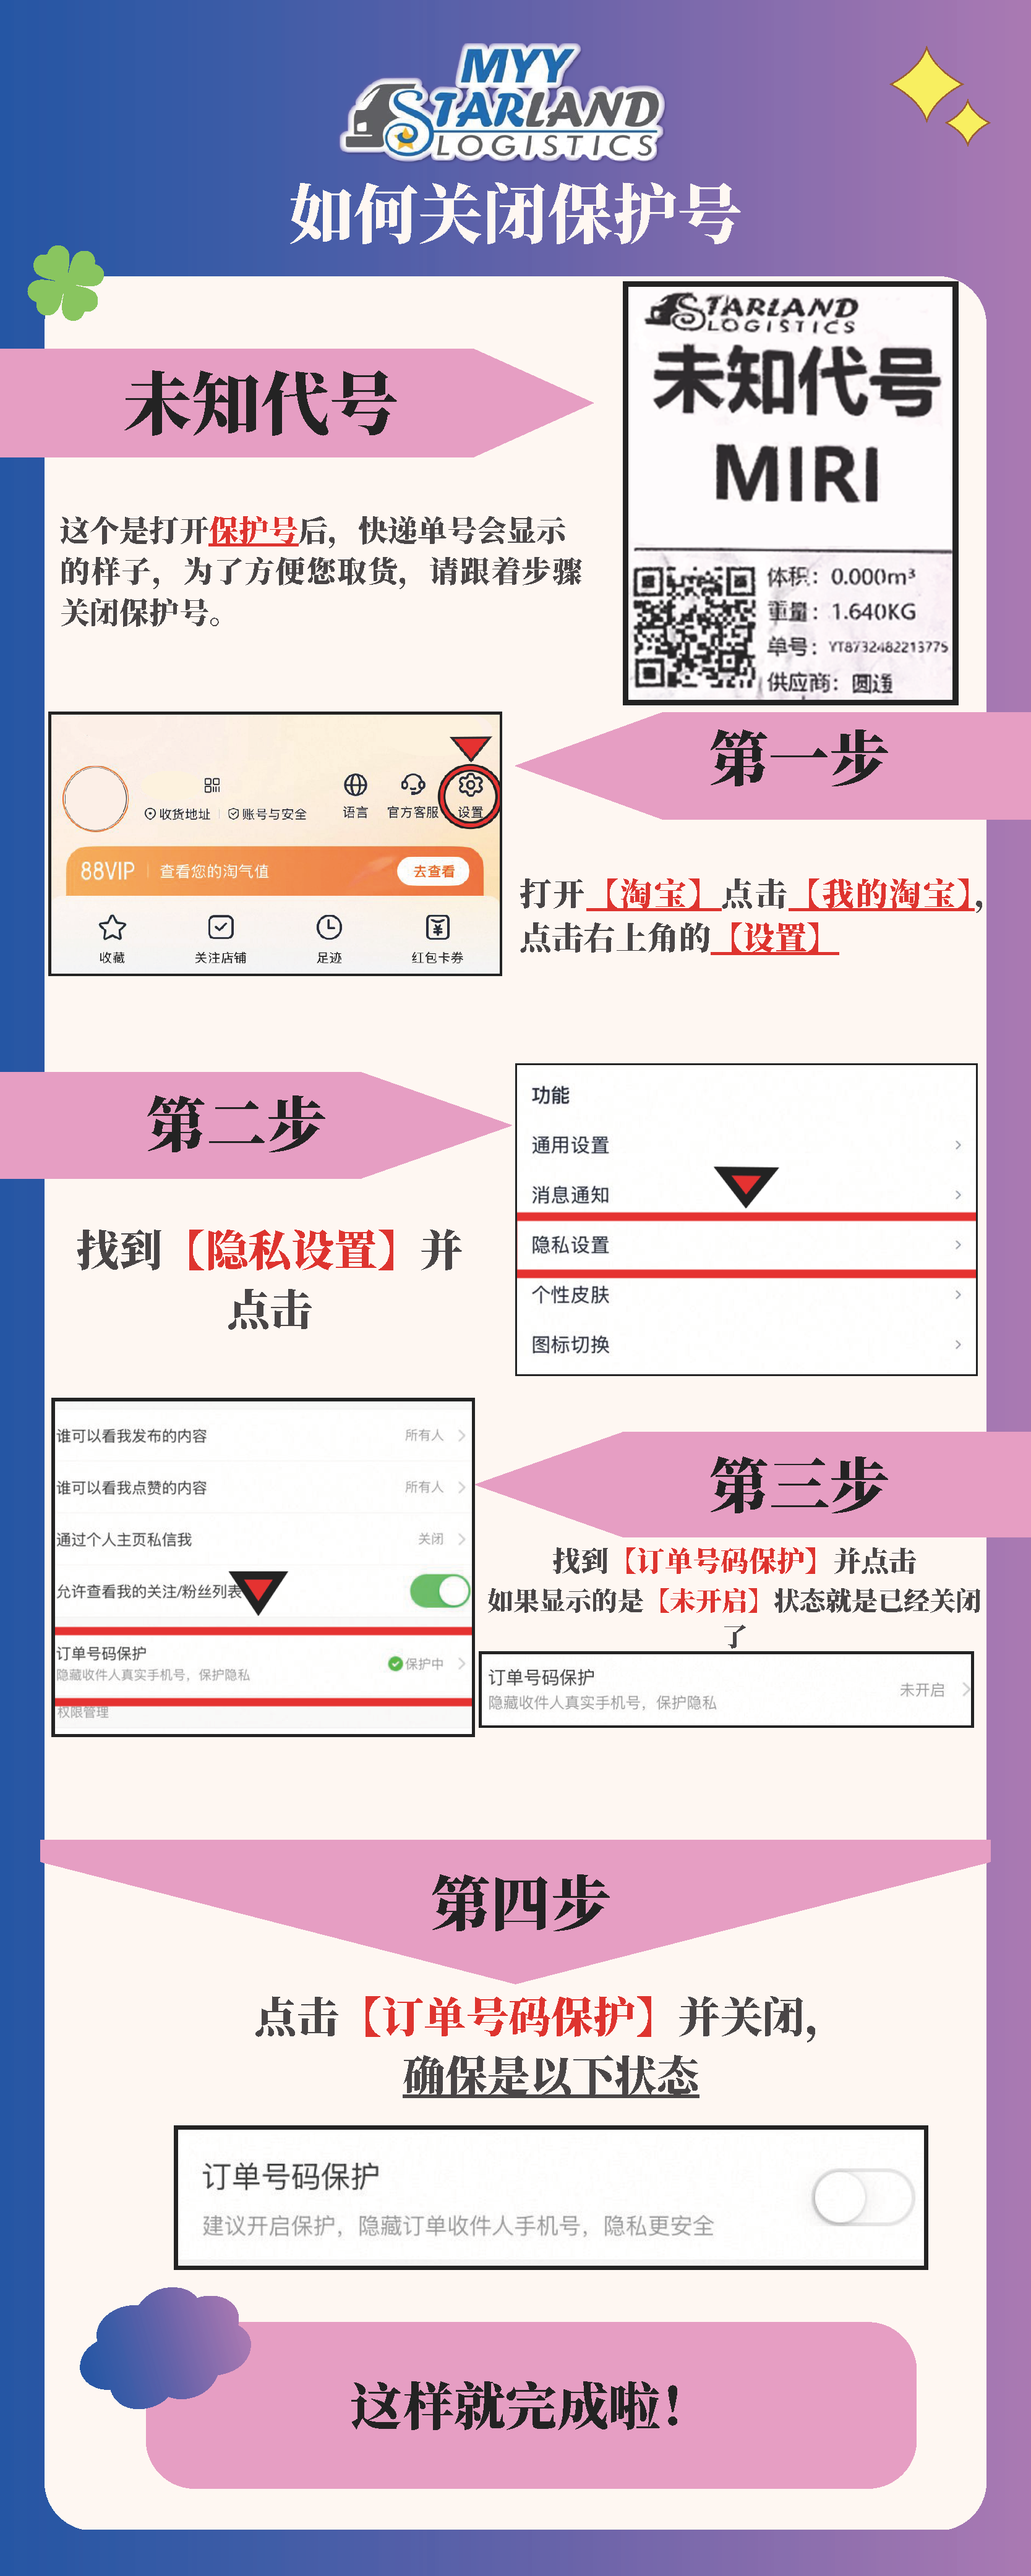 MYY
STARLAND
LOGISTICS
如何关闭保护号
未知代号
STARLAND
LOGISTICS
未知代号
MIRI
体积：0.000m³
重量：1.640KG
单号：YT8732482213775
供应商：圆通
这个是打开保护号后，快递单号会显示
的样子，为了方便您取货，请跟着步骤
关闭保护号。
第一步
收货地址 账号与安全 语言 官方客服 设置
88VIP 查看您的淘气值 去查看
收藏 关注店铺 足迹 红包卡券
打开【淘宝】点击【我的淘宝】，
点击右上角的【设置】
第二步
找到【隐私设置】并
点击
功能
通用设置
消息通知
隐私设置
个性皮肤
图标切换
第三步
谁可以看我发布的内容 所有人
谁可以看我点赞的内容 所有人
通过个人主页私信我 关闭
允许查看我的关注/粉丝列表
订单号码保护 保护中
隐藏收件人真实手机号，保护隐私
权限管理
找到【订单号码保护】并点击
如果显示的是【未开启】状态就是已经关闭
了
订单号码保护 未开启
隐藏收件人真实手机号，保护隐私
第四步
点击【订单号码保护】并关闭，
确保是以下状态
订单号码保护
建议开启保护，隐藏订单收件人手机号，隐私更安全
这样就完成啦！